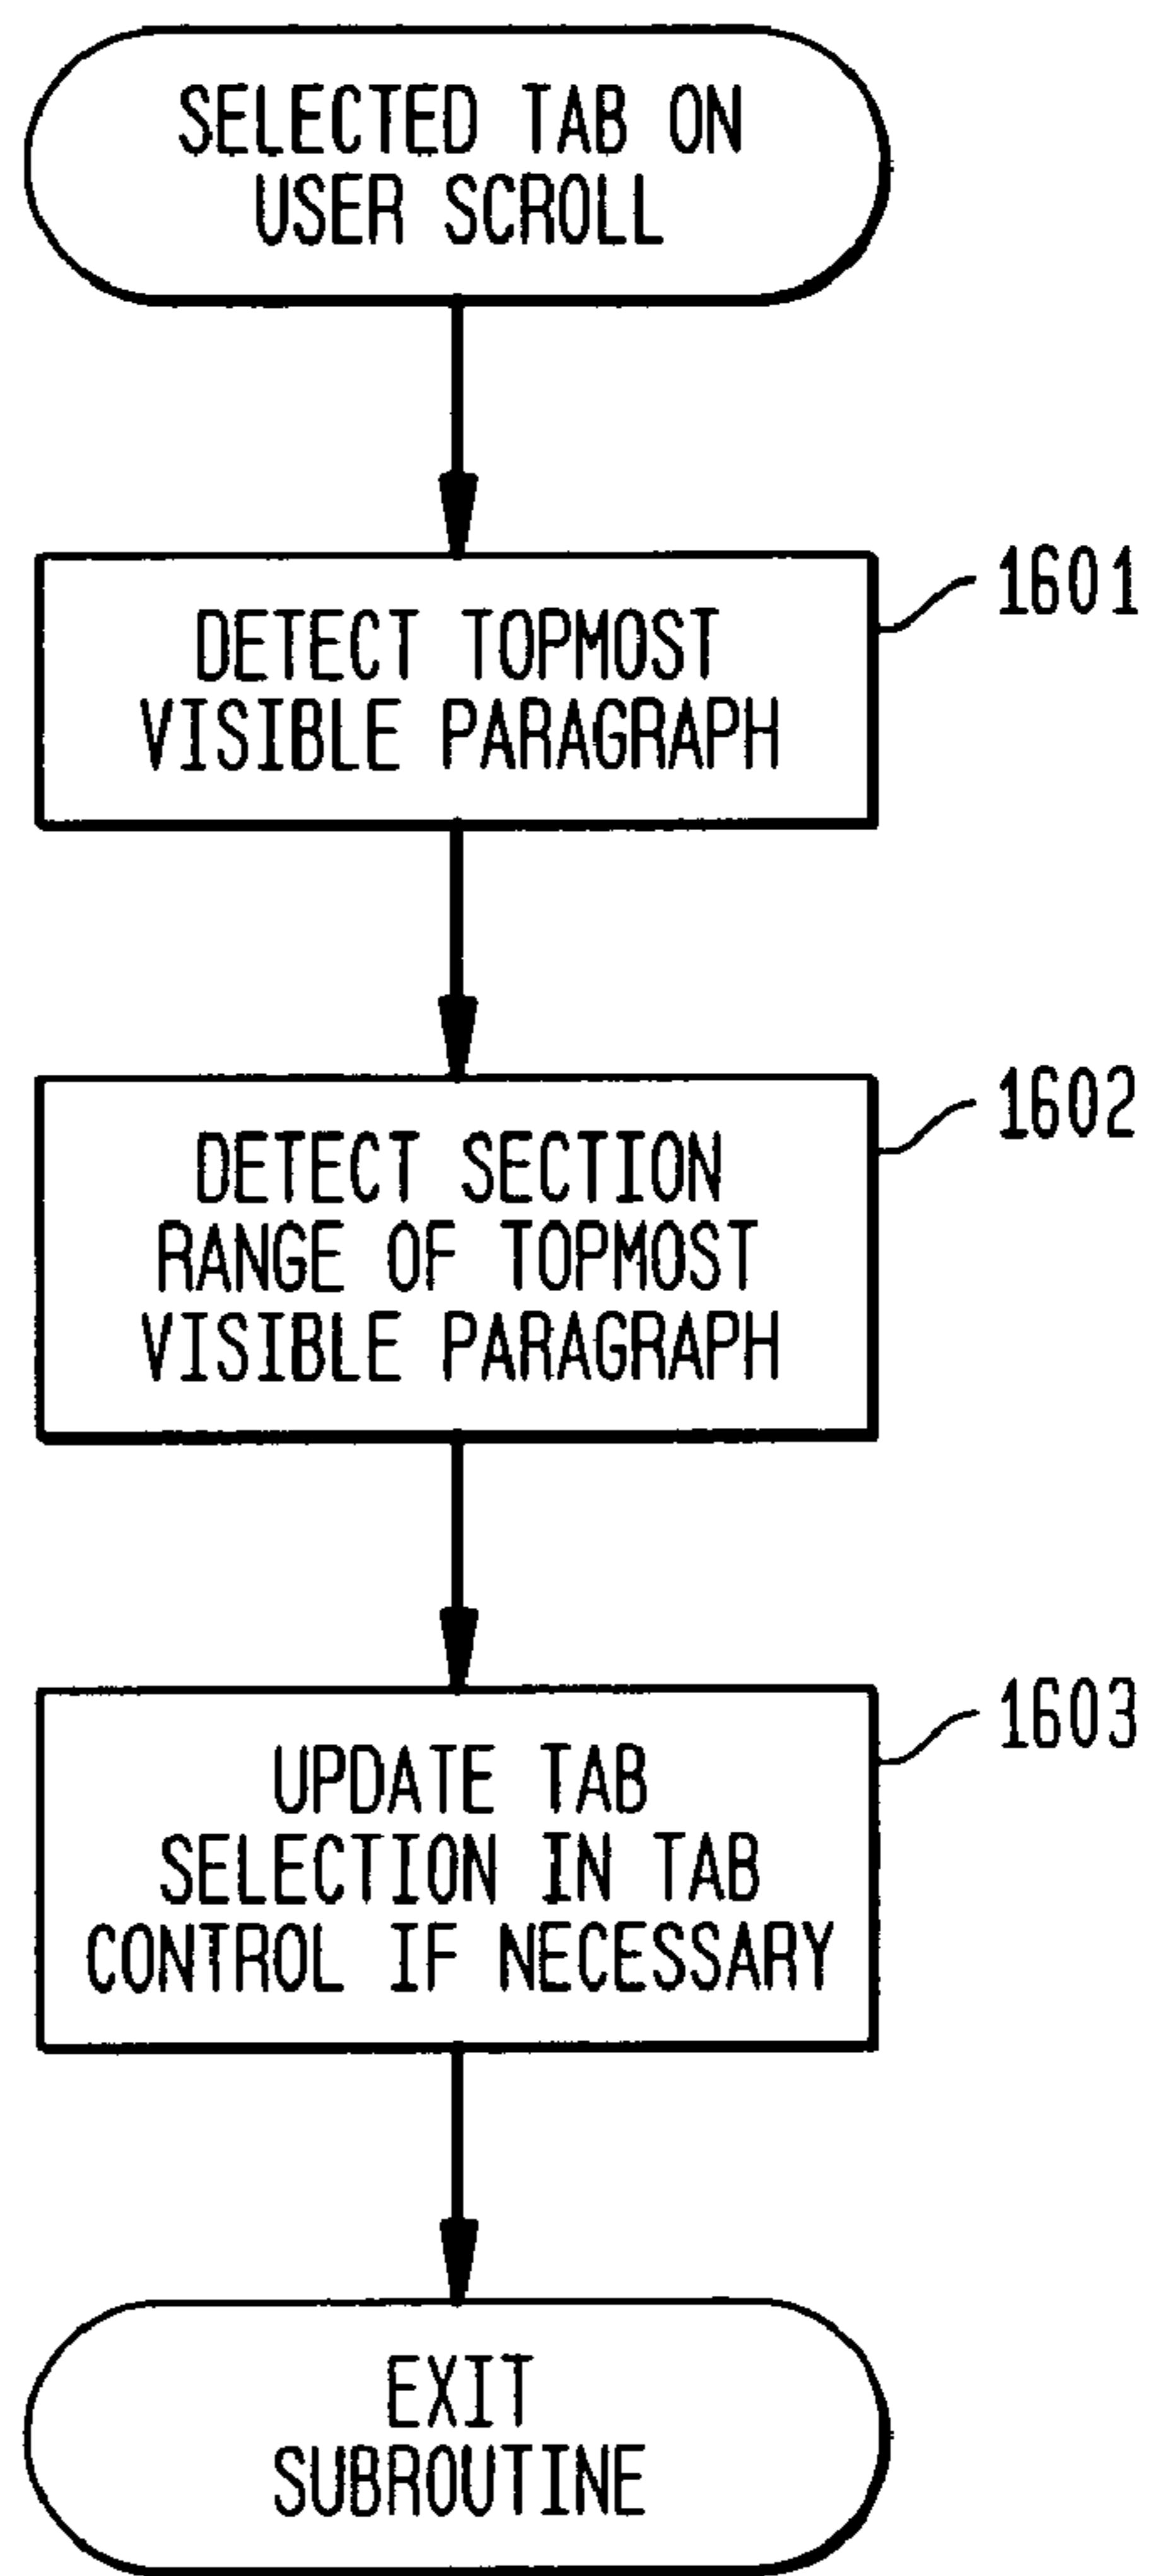 SELECTED TAB ON
USER SCROLL
DETECT TOPMOST
VISIBLE PARAGRAPH
1601
DETECT SECTION
RANGE OF TOPMOST
VISIBLE PARAGRAPH
1602
UPDATE TAB
SELECTION IN TAB
CONTROL IF NECESSARY
1603
EXIT
SUBROUTINE